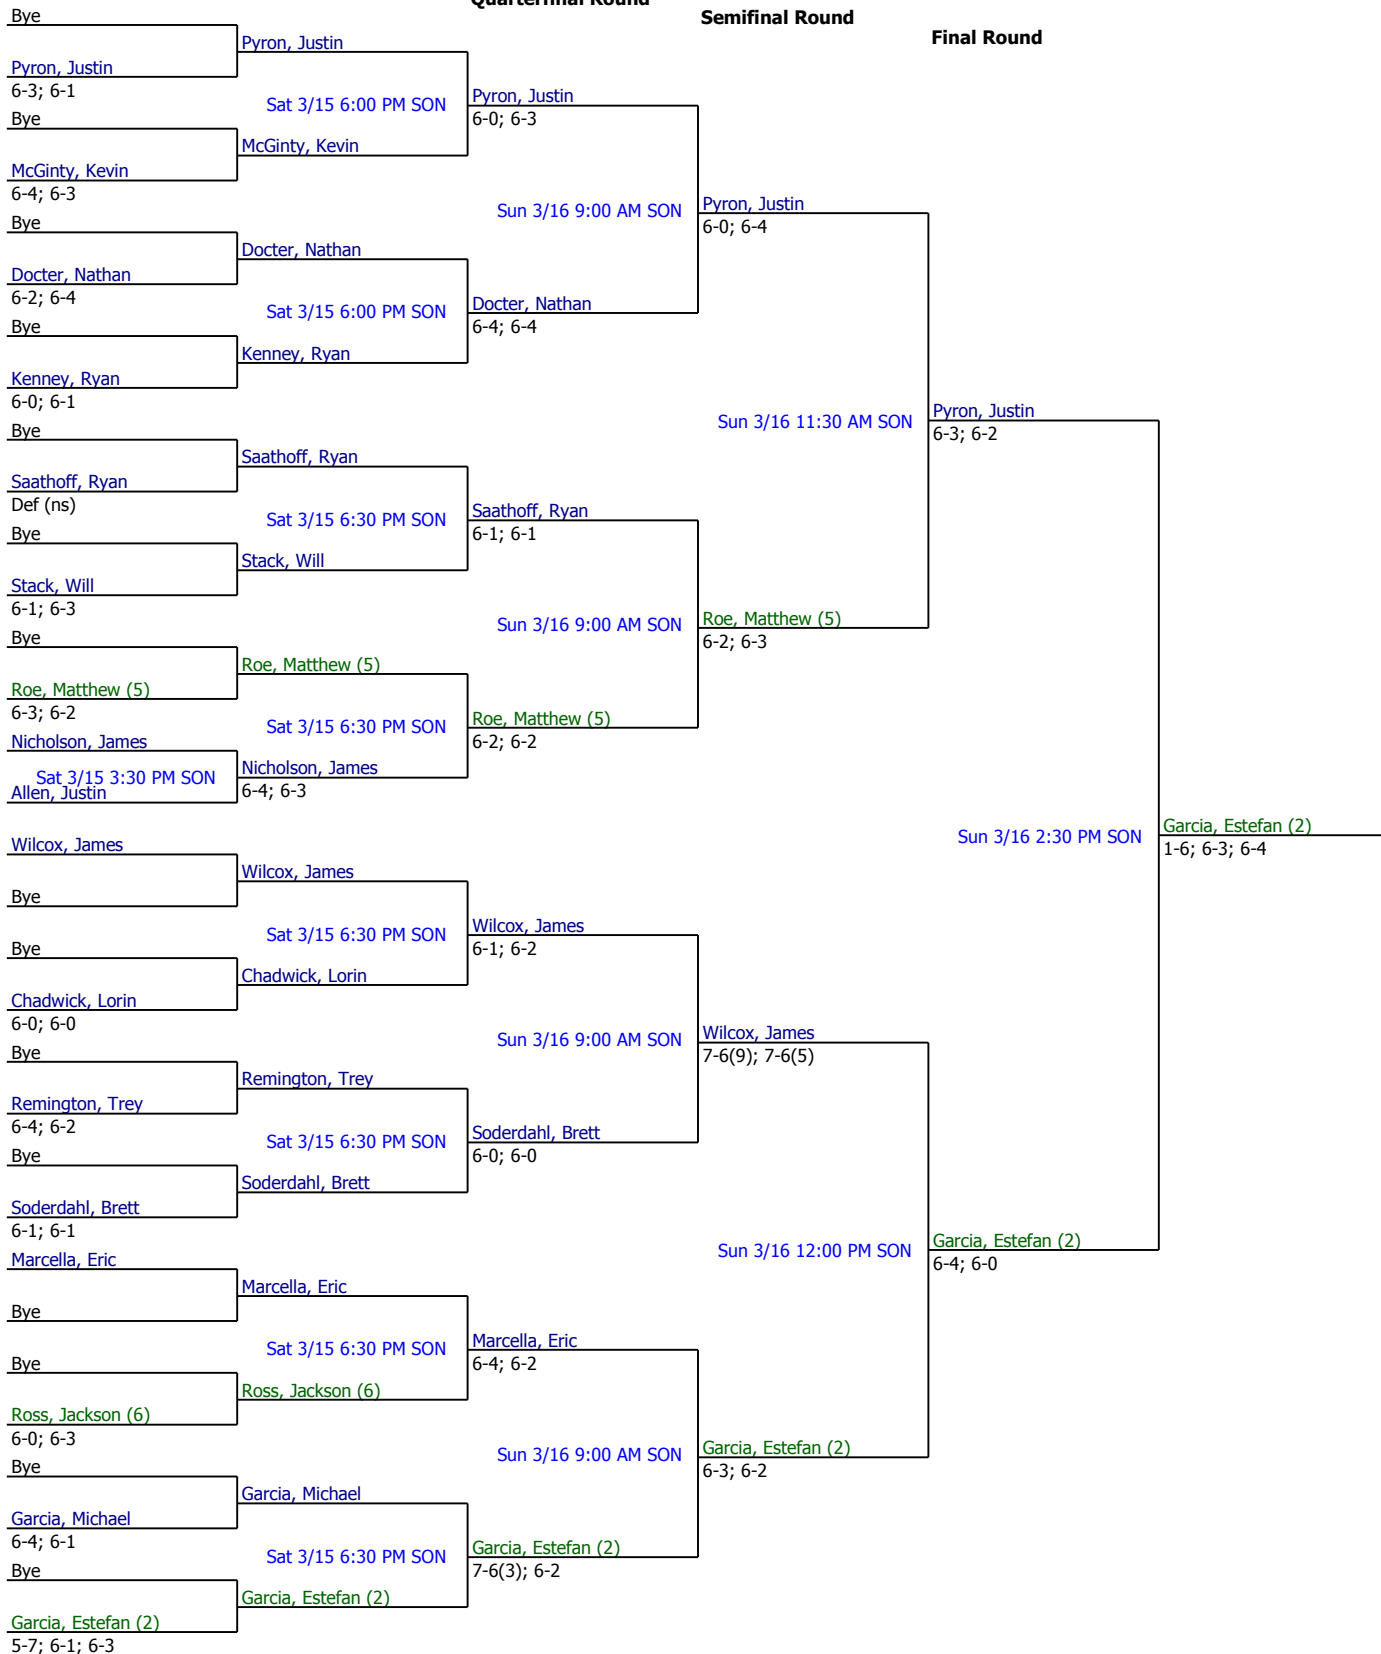 Quarterfinal Round
Semifinal Round
Final Round
Bye
Pyron, Justin
6-3; 6-1
Bye
McGinty, Kevin
6-4; 6-3
Bye
Docter, Nathan
6-2; 6-4
Bye
Kenney, Ryan
6-0; 6-1
Bye
Saathoff, Ryan
Def (ns)
Bye
Stack, Will
6-1; 6-3
Bye
Roe, Matthew (5)
6-3; 6-2
Nicholson, James
Sat 3/15 3:30 PM SON
Allen, Justin
Wilcox, James
Bye
Bye
Chadwick, Lorin
6-0; 6-0
Bye
Remington, Trey
6-4; 6-2
Bye
Soderdahl, Brett
6-1; 6-1
Marcella, Eric
Bye
Bye
Ross, Jackson (6)
6-0; 6-3
Bye
Garcia, Michael
6-4; 6-1
Bye
Garcia, Estefan (2)
5-7; 6-1; 6-3
Pyron, Justin
Sat 3/15 6:00 PM SON
McGinty, Kevin
Docter, Nathan
Sat 3/15 6:00 PM SON
Kenney, Ryan
Saathoff, Ryan
Sat 3/15 6:30 PM SON
Stack, Will
Roe, Matthew (5)
Sat 3/15 6:30 PM SON
Nicholson, James
6-4; 6-3
Wilcox, James
Sat 3/15 6:30 PM SON
Chadwick, Lorin
Remington, Trey
Sat 3/15 6:30 PM SON
Soderdahl, Brett
Marcella, Eric
Sat 3/15 6:30 PM SON
Ross, Jackson (6)
Garcia, Michael
Sat 3/15 6:30 PM SON
Garcia, Estefan (2)
Pyron, Justin
6-0; 6-3
Sun 3/16 9:00 AM SON
Docter, Nathan
6-4; 6-4
Saathoff, Ryan
6-1; 6-1
Sun 3/16 9:00 AM SON
Roe, Matthew (5)
6-2; 6-2
Wilcox, James
6-1; 6-2
Sun 3/16 9:00 AM SON
Soderdahl, Brett
6-0; 6-0
Marcella, Eric
6-4; 6-2
Sun 3/16 9:00 AM SON
Garcia, Estefan (2)
7-6(3); 6-2
Pyron, Justin
6-0; 6-4
Sun 3/16 11:30 AM SON
Roe, Matthew (5)
6-2; 6-3
Wilcox, James
7-6(9); 7-6(5)
Sun 3/16 12:00 PM SON
Garcia, Estefan (2)
6-3; 6-2
Pyron, Justin
6-3; 6-2
Sun 3/16 2:30 PM SON
Garcia, Estefan (2)
6-4; 6-0
Garcia, Estefan (2)
1-6; 6-3; 6-4